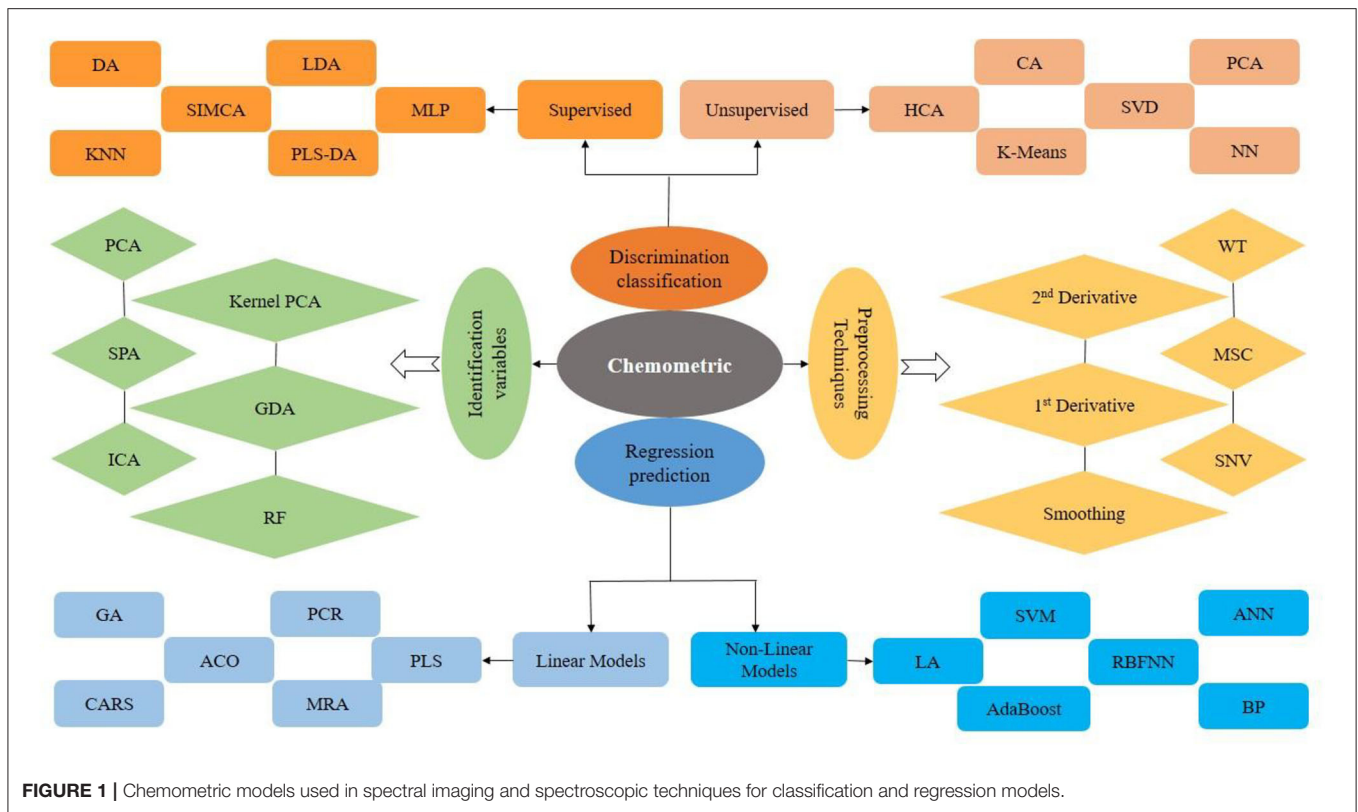 DA
LDA
SIMCA
MLP
KNN
PLS-DA
Supervised
Unsupervised
CA
PCA
HCA
SVD
K-Means
NN
Discrimination
classification
PCA
Kernel PCA
SPA
GDA
ICA
RF
Identification
variables
Chemometric
Preprocessing
Techniques
WT
2nd Derivative
MSC
1st Derivative
SNV
Smoothing
Regression
prediction
GA
PCR
ACO
PLS
CARS
MRA
Linear Models
Non-Linear
Models
SVM
ANN
LA
RBFNN
AdaBoost
BP
FIGURE 1 | Chemometric models used in spectral imaging and spectroscopic techniques for classification and regression models.